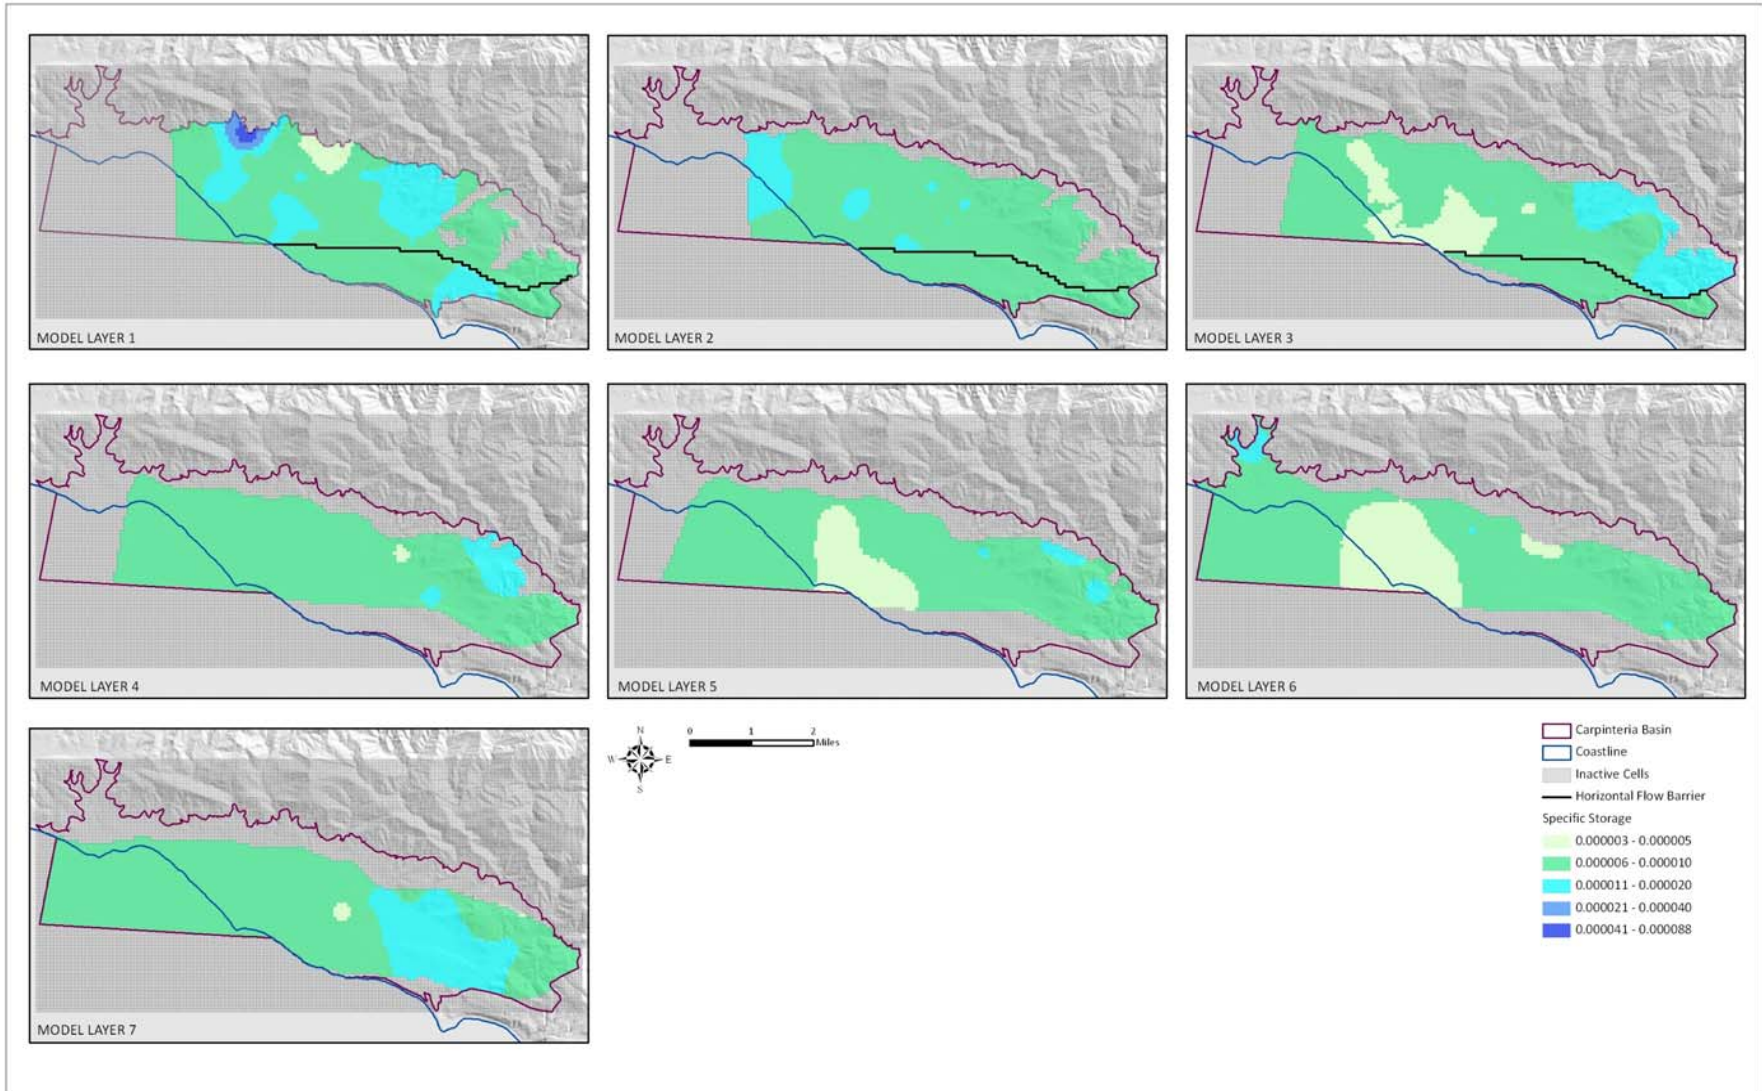 MODEL LAYER 1
MODEL LAYER 2
MODEL LAYER 3
MODEL LAYER 4
MODEL LAYER 5
MODEL LAYER 6
MODEL LAYER 7
N
W E
S
0 1 2
Miles
Carpinteria Basin
Coastline
Inactive Cells
Horizontal Flow Barrier
Specific Storage
0.000003 - 0.000005
0.000006 - 0.000010
0.000011 - 0.000020
0.000021 - 0.000040
0.000041 - 0.000088